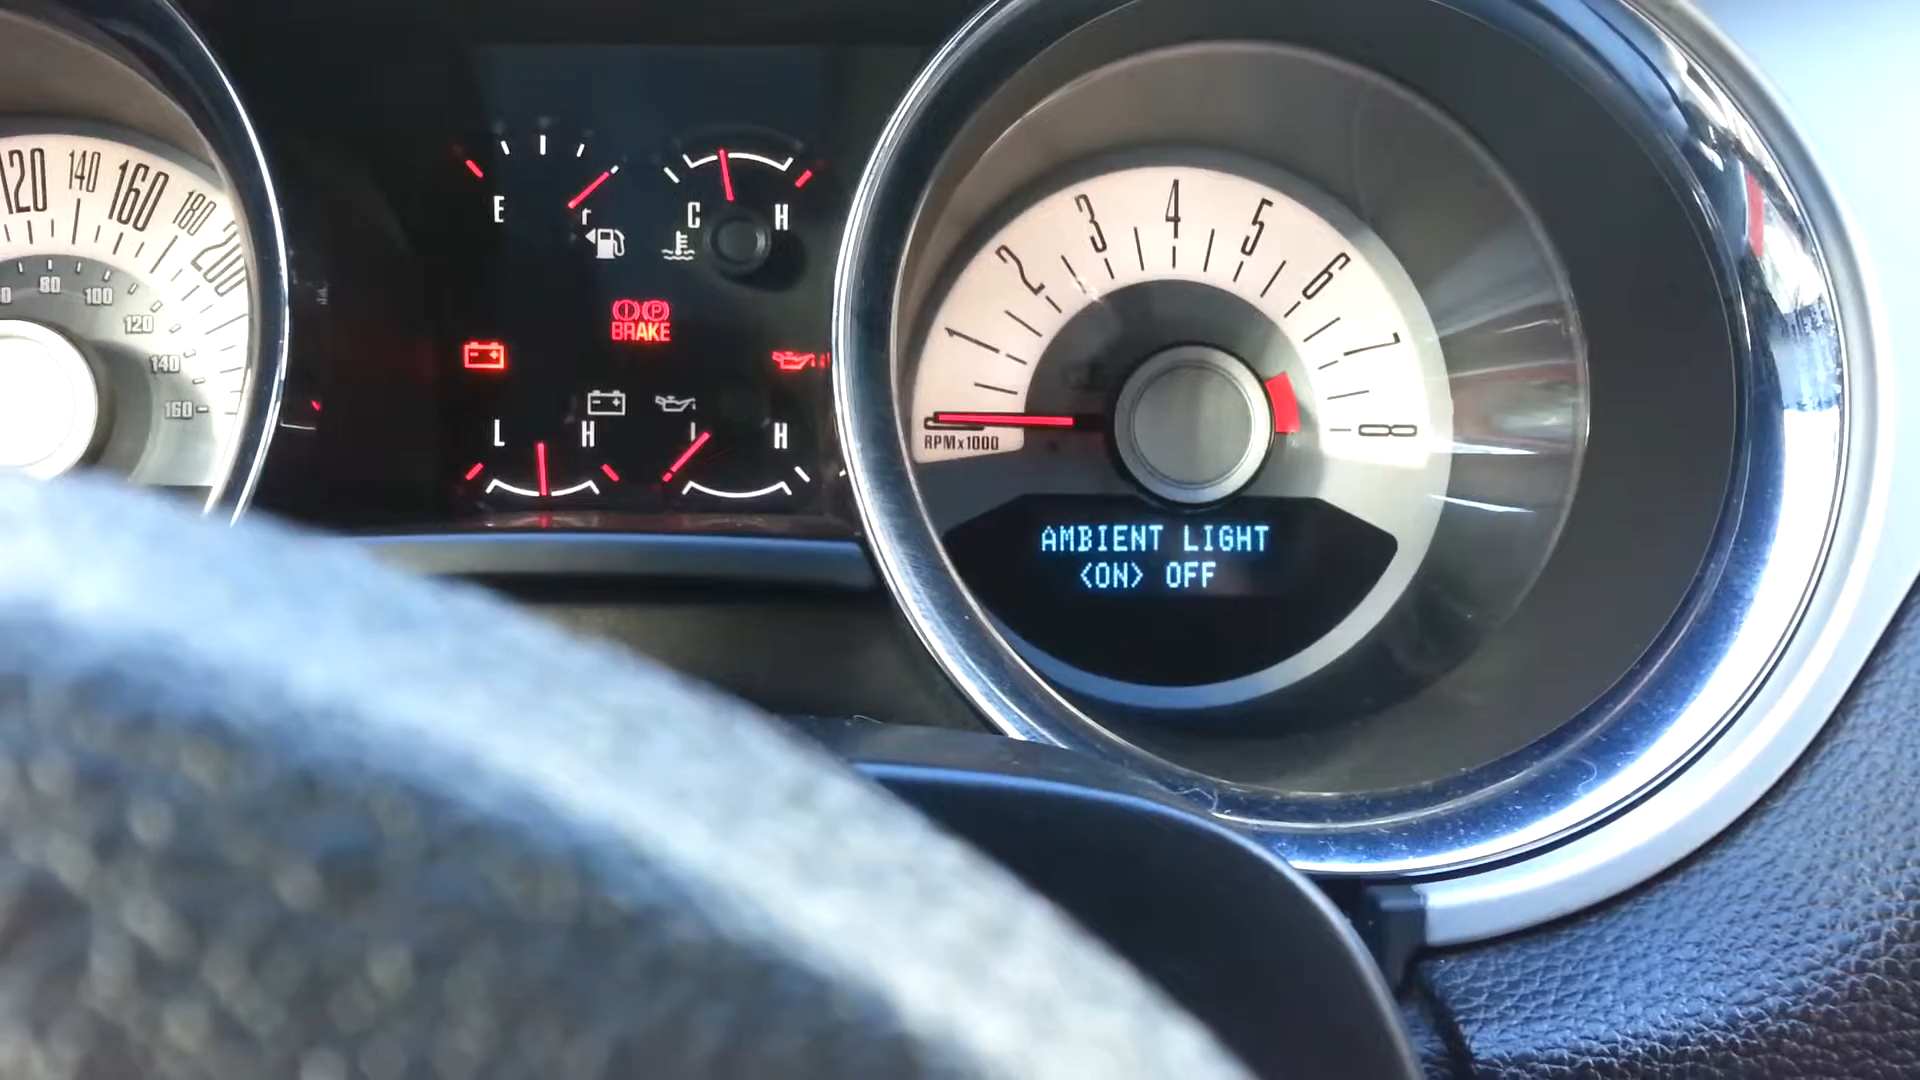 120 140 160 180 200
80 100 120 140 160
E F
C H
BRAKE
L H
L H
1 2 3 4 5 6 7 8
0
RPMx1000
AMBIENT LIGHT
<ON> OFF